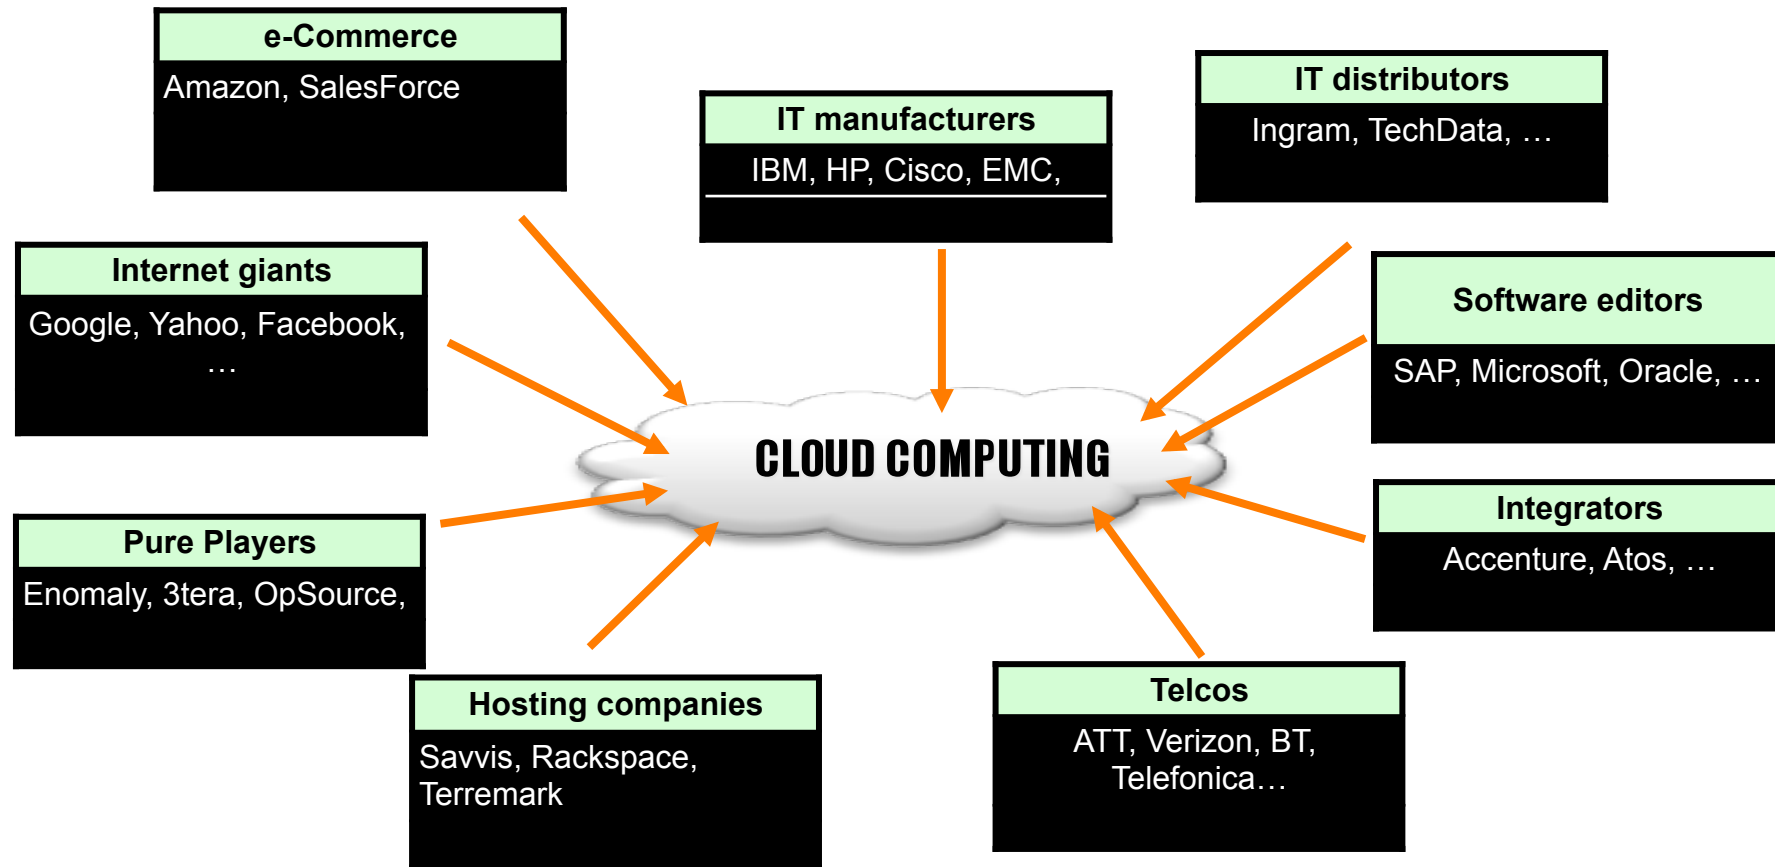 e-Commerce
Amazon, SalesForce
IT manufacturers
IBM, HP, Cisco, EMC,
IT distributors
Ingram, TechData, …
Internet giants
Google, Yahoo, Facebook,
…
Software editors
SAP, Microsoft, Oracle, …
CLOUD COMPUTING
Pure Players
Enomaly, 3tera, OpSource,
Integrators
Accenture, Atos, …
Hosting companies
Savvis, Rackspace,
Terremark
Telcos
ATT, Verizon, BT,
Telefonica…